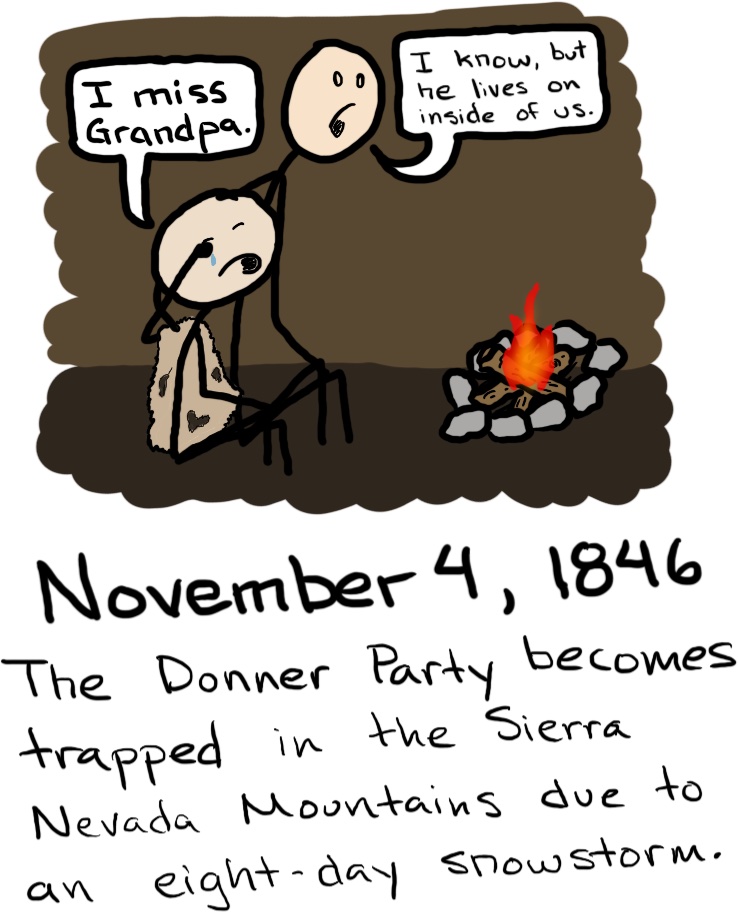 I miss
Grandpa.
I know, but
he lives on
inside of us.
November 4, 1846
The Donner Party becomes
trapped in the Sierra
Nevada Mountains due to
an eight-day snowstorm.